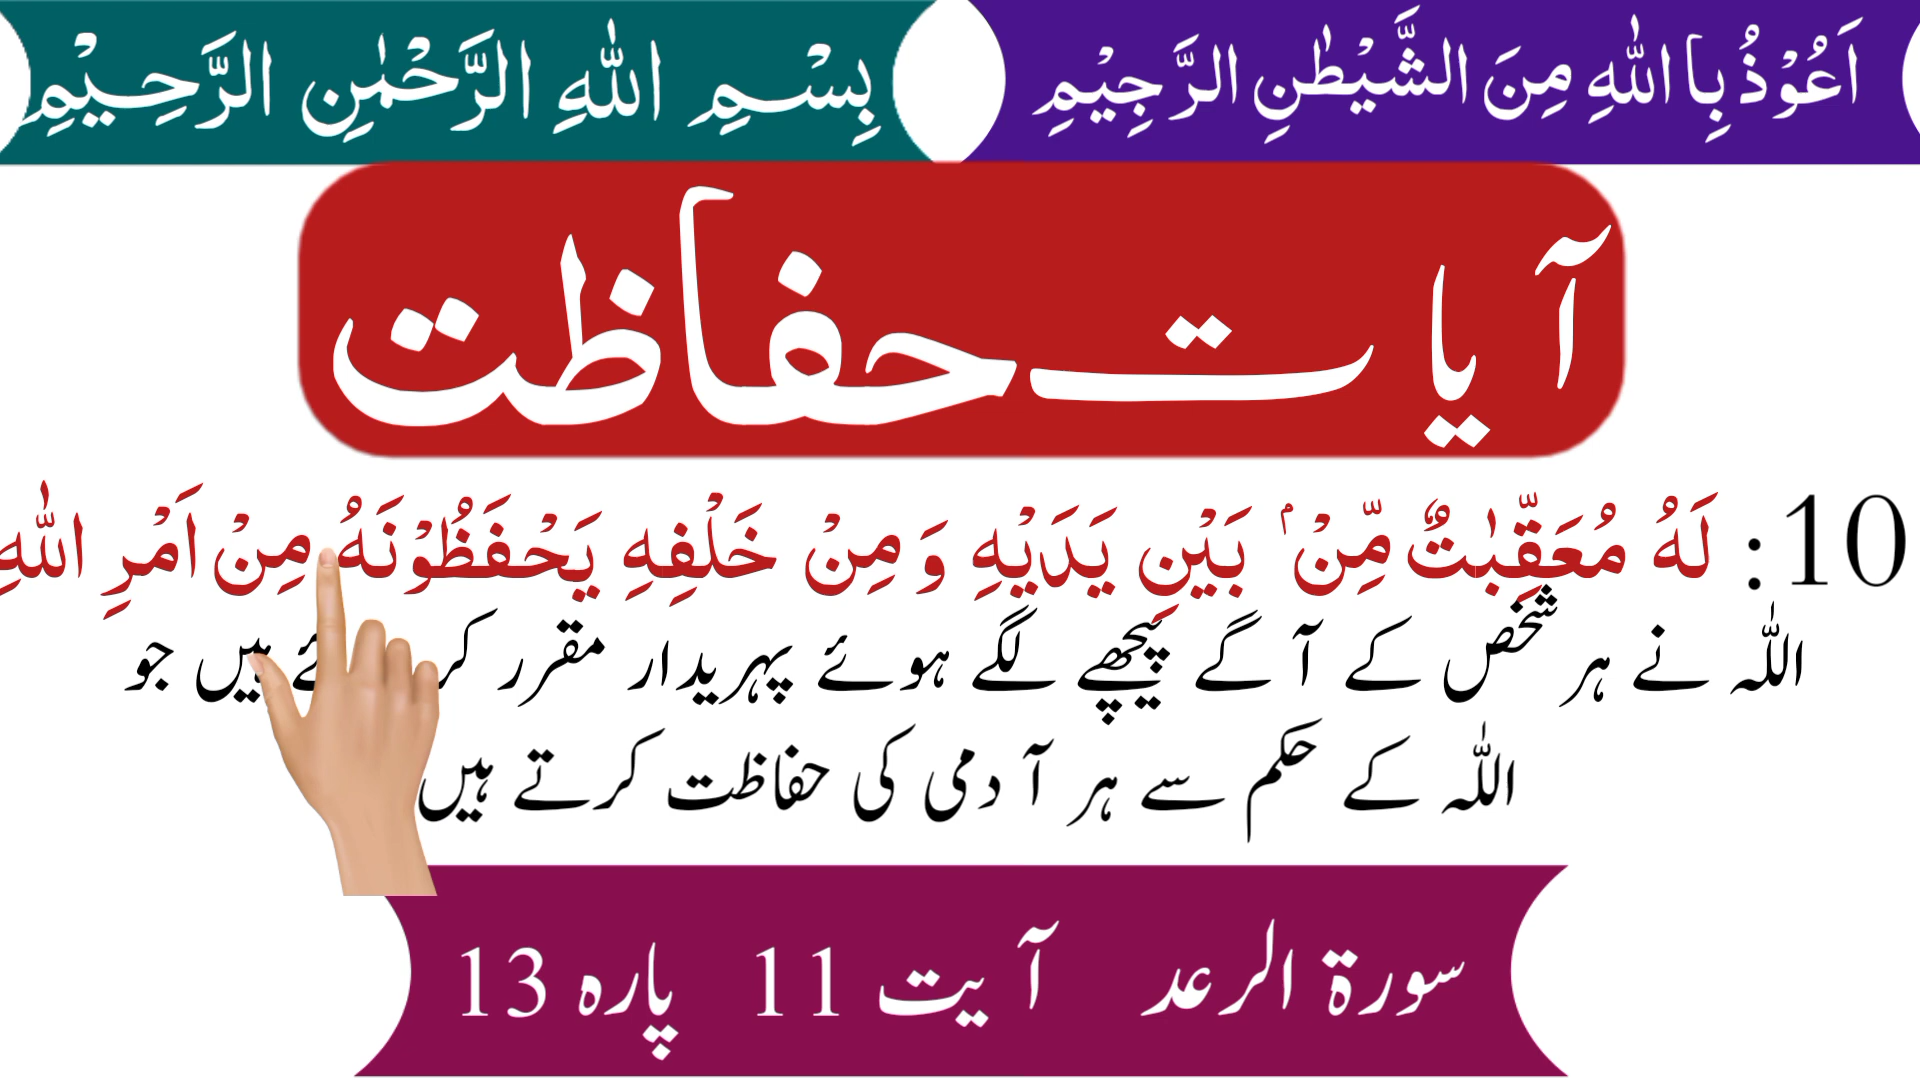 اَعُوْذُ بِا اللّٰهِ مِنَ الشَّيْطٰنِ الرَّجِيْمِ
بِسْمِ اللّٰهِ الرَّحْمٰنِ الرَّحِيْمِ
آیات حفاظت
10: لَهُ مُعَقِّبٰتٌ مِّنْۢ بَيْنِ يَدَيْهِ وَمِنْ خَلْفِهِ يَحْفَظُوْنَهُ مِنْ اَمْرِ اللّٰهِ
اللہ نے ہر شخص کے آگے پیچھے لگے ہوئے پہریدار مقرر ہیں جو
اللہ کے حکم سے ہر آدمی کی حفاظت کرتے ہیں
سورۃ الرعد آیت 11 پارہ 13